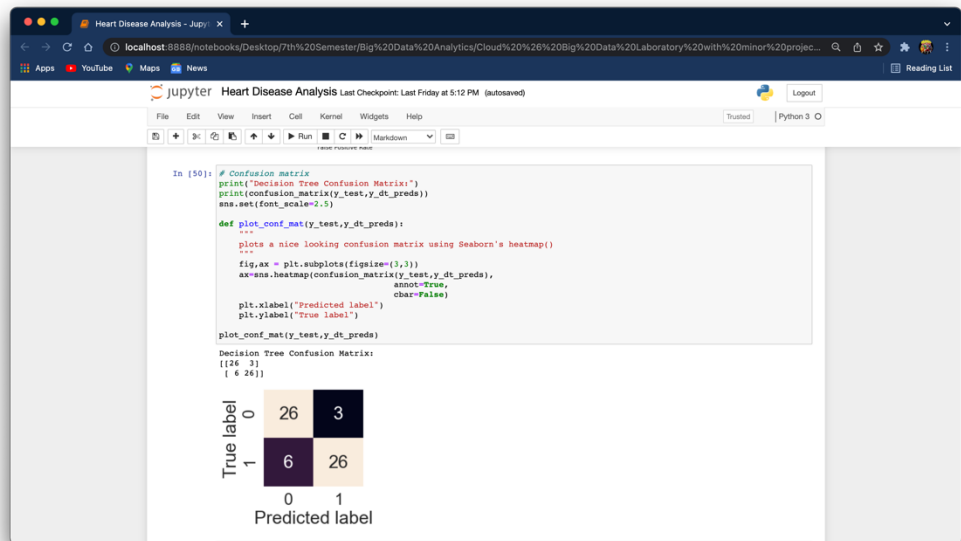 Heart Disease Analysis - Jupyt
localhost:8888/notebooks/Desktop/7th%20Semester/Big%20Data%20Analytics/Cloud%20%26%20Big%20Data%20Laboratory%20with%20minor%20projec...
Apps YouTube Maps News Reading List
jupyter Heart Disease Analysis Last Checkpoint: Last Friday at 5:12 PM (autosaved) Logout
File Edit View Insert Cell Kernel Widgets Help Trusted Python 3
Run Markdown
False Positive Rate
In [50]: # Confusion matrix
print("Decision Tree Confusion Matrix:")
print(confusion_matrix(y_test,y_dt_preds))
sns.set(font_scale=2.5)
def plot_conf_mat(y_test,y_dt_preds):
"""
plots a nice looking confusion matrix using Seaborn's heatmap()
"""
fig,ax = plt.subplots(figsize=(3,3))
ax=sns.heatmap(confusion_matrix(y_test,y_dt_preds),
annot=True,
cbar=False)
plt.xlabel("Predicted label")
plt.ylabel("True label")
plot_conf_mat(y_test,y_dt_preds)
Decision Tree Confusion Matrix:
[[26 3]
[ 6 26]]
True label
0 26 3
1 6 26
0 1
Predicted label